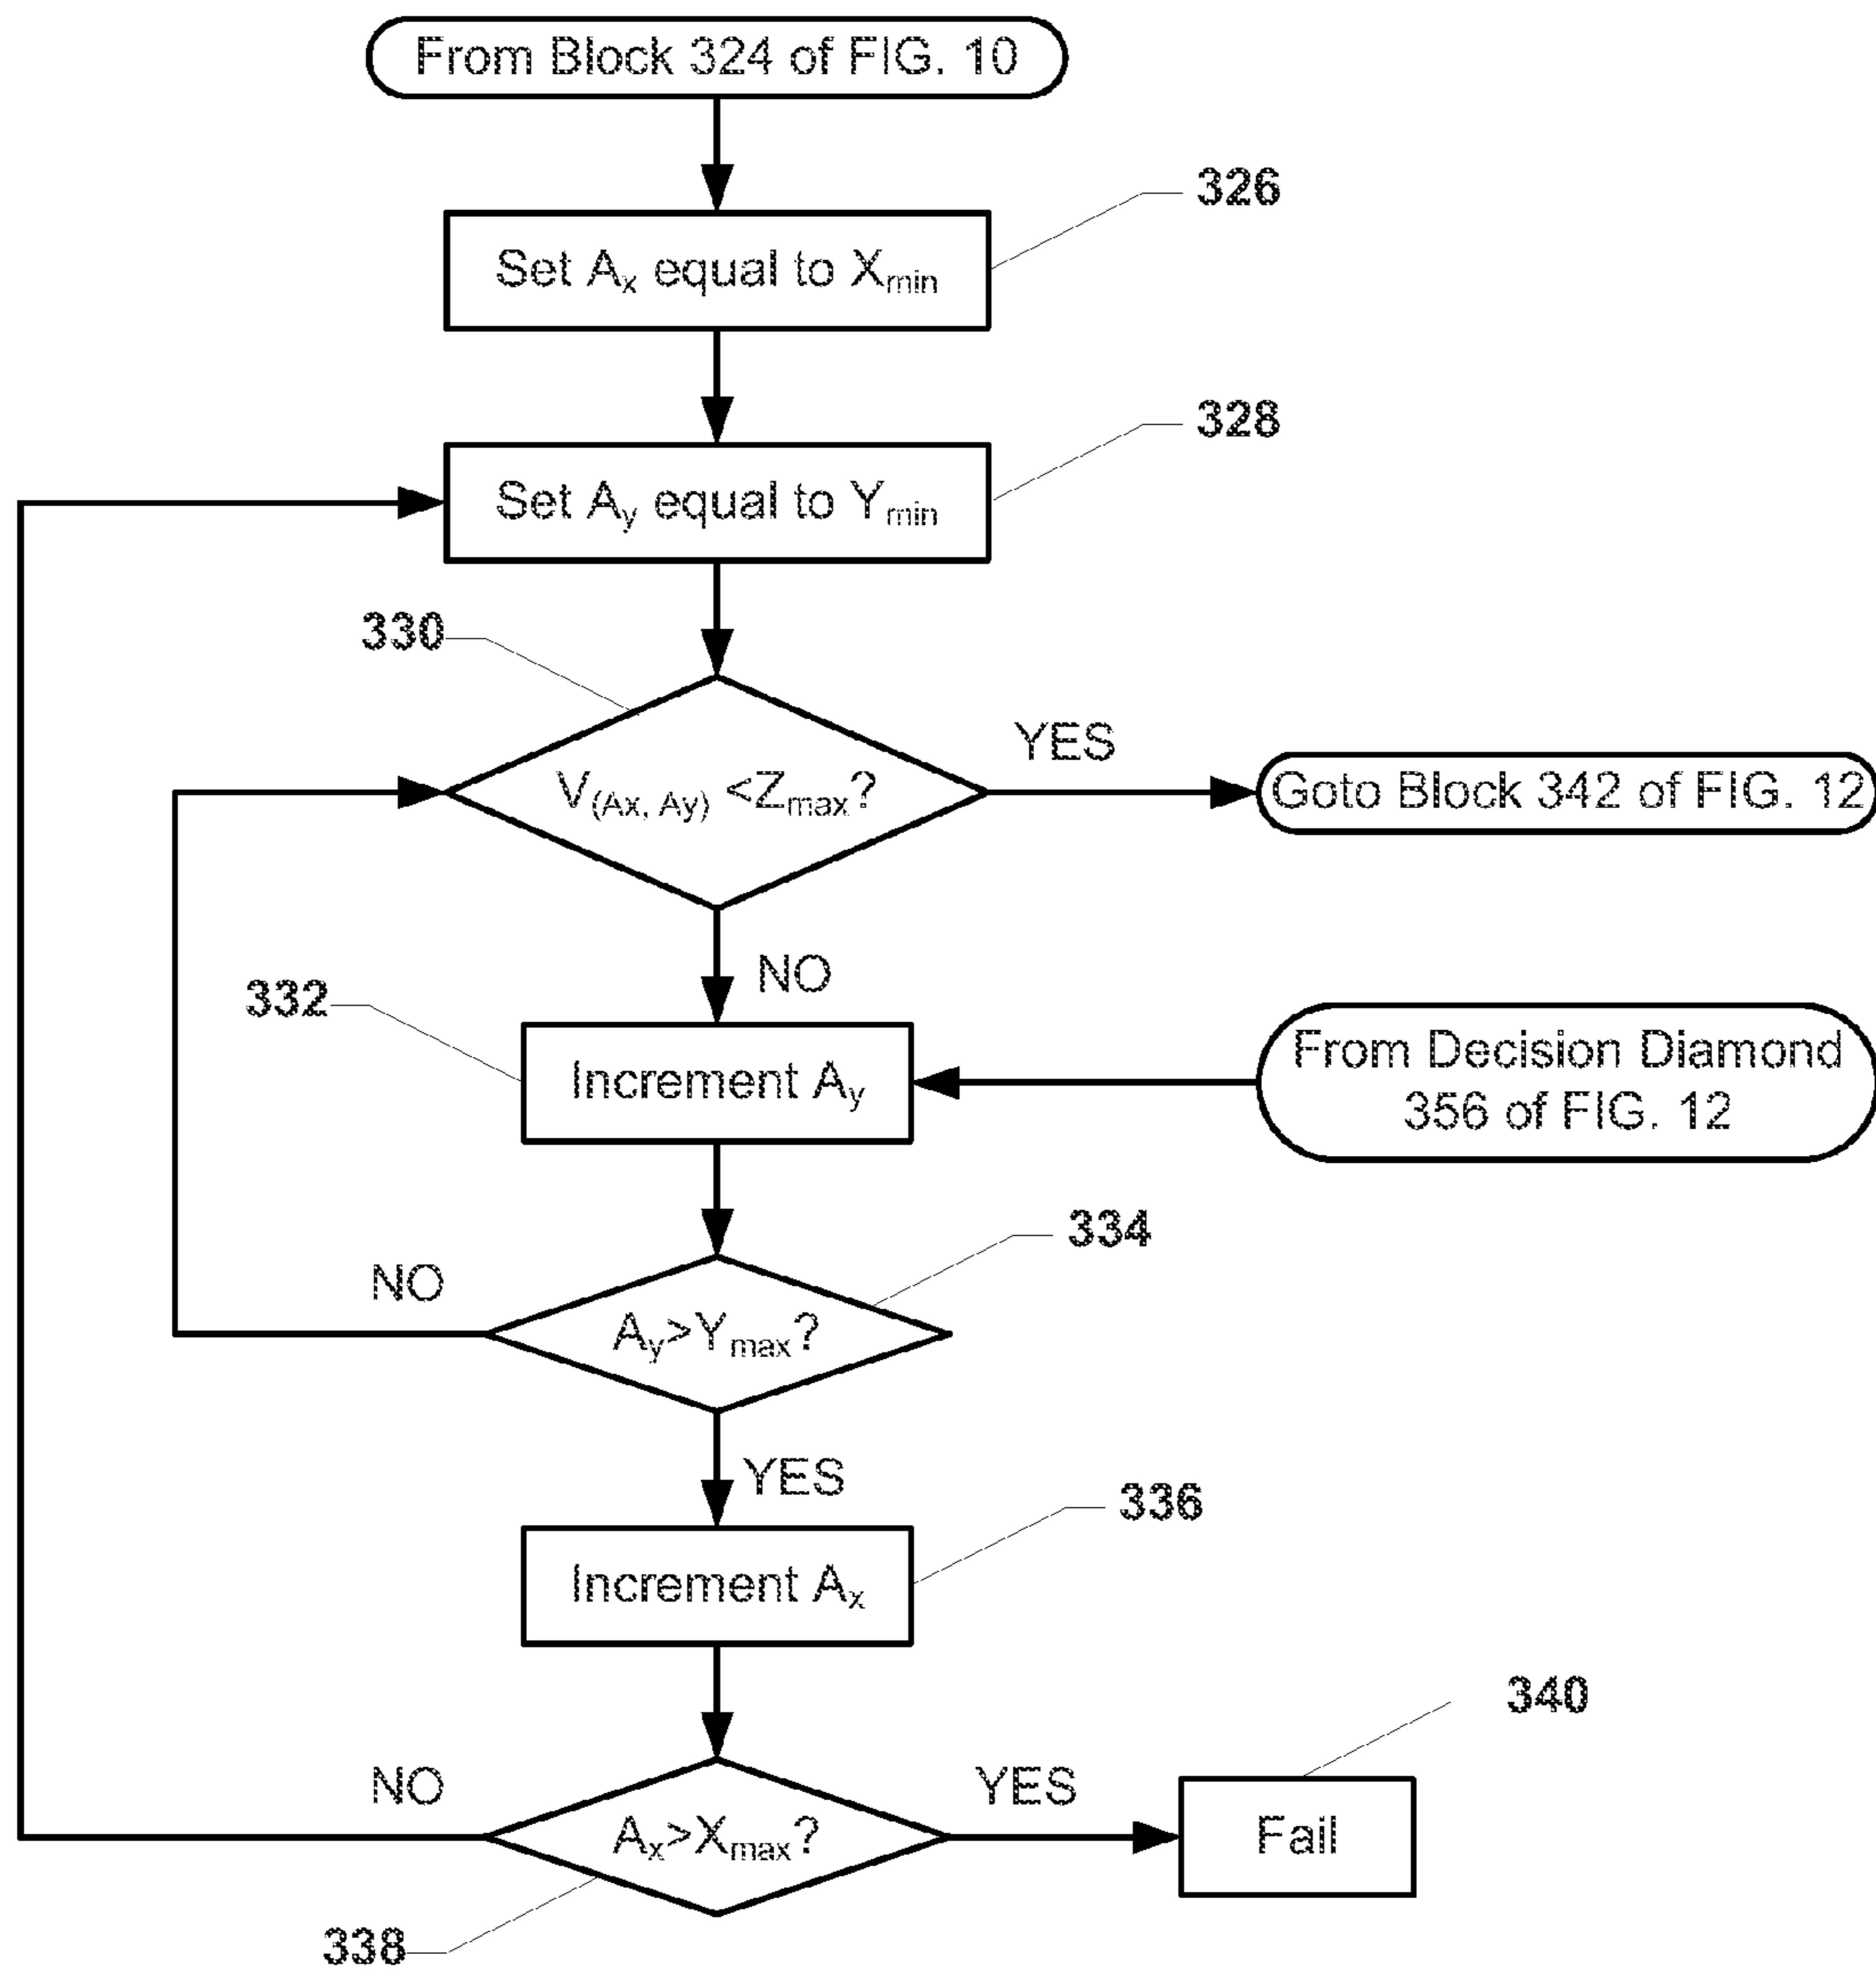 From Block 324 of FIG. 10
326
Set Ax equal to Xmin
328
Set Ay equal to Ymin
330
YES
V(Ax, Ay) <Zmax?
Goto Block 342 of FIG. 12
NO
332
Increment Ay
From Decision Diamond
356 of FIG. 12
334
NO
Ay>Ymax?
YES
336
Increment Ax
340
NO
YES
Ax>Xmax?
Fail
338